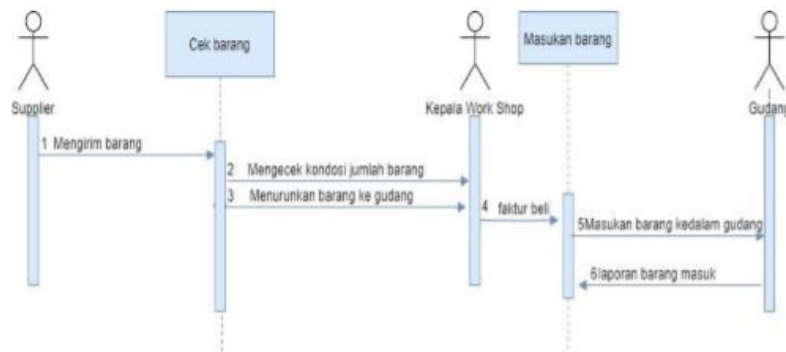 Cek barang
Masukan barang
Supplier
Kepala Work Shop
Gudang
1 Mengirim barang
2 Mengecek kondosi jumlah barang
3 Menurunkan barang ke gudang
4 faktur beli
5Masukan barang kedalam gudang
6laporan barang masuk